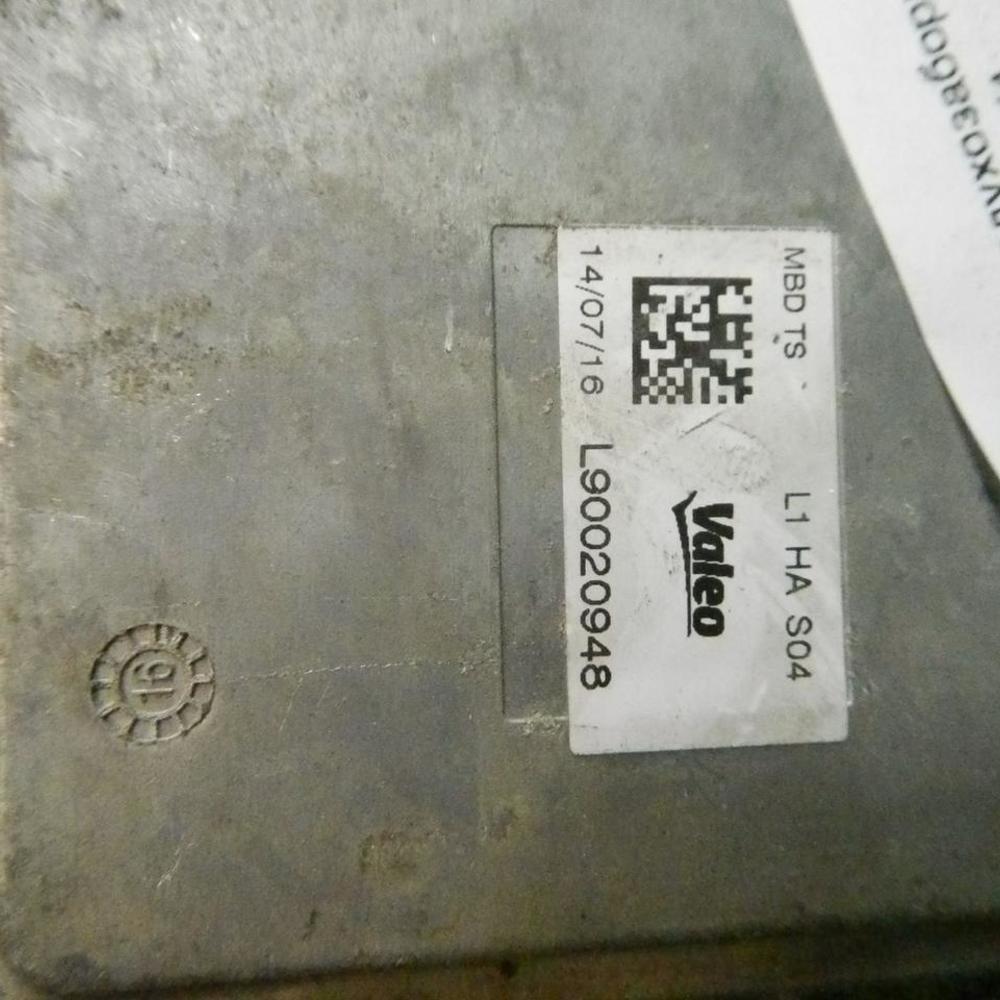 MBD TS
L1 HA S04
Valeo
14/07/16
L90020948
16